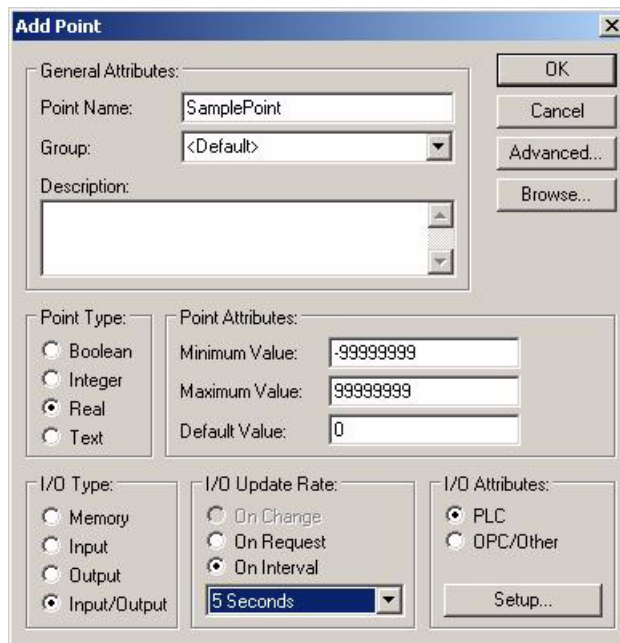 Add Point
General Attributes:
Point Name: SamplePoint
Group: <Default>
Description:
OK
Cancel
Advanced...
Browse...
Point Type:
Boolean
Integer
Real
Text
Point Attributes:
Minimum Value: -99999999
Maximum Value: 99999999
Default Value: 0
I/O Type:
Memory
Input
Output
Input/Output
I/O Update Rate:
On Change
On Request
On Interval
5 Seconds
I/O Attributes:
PLC
OPC/Other
Setup...